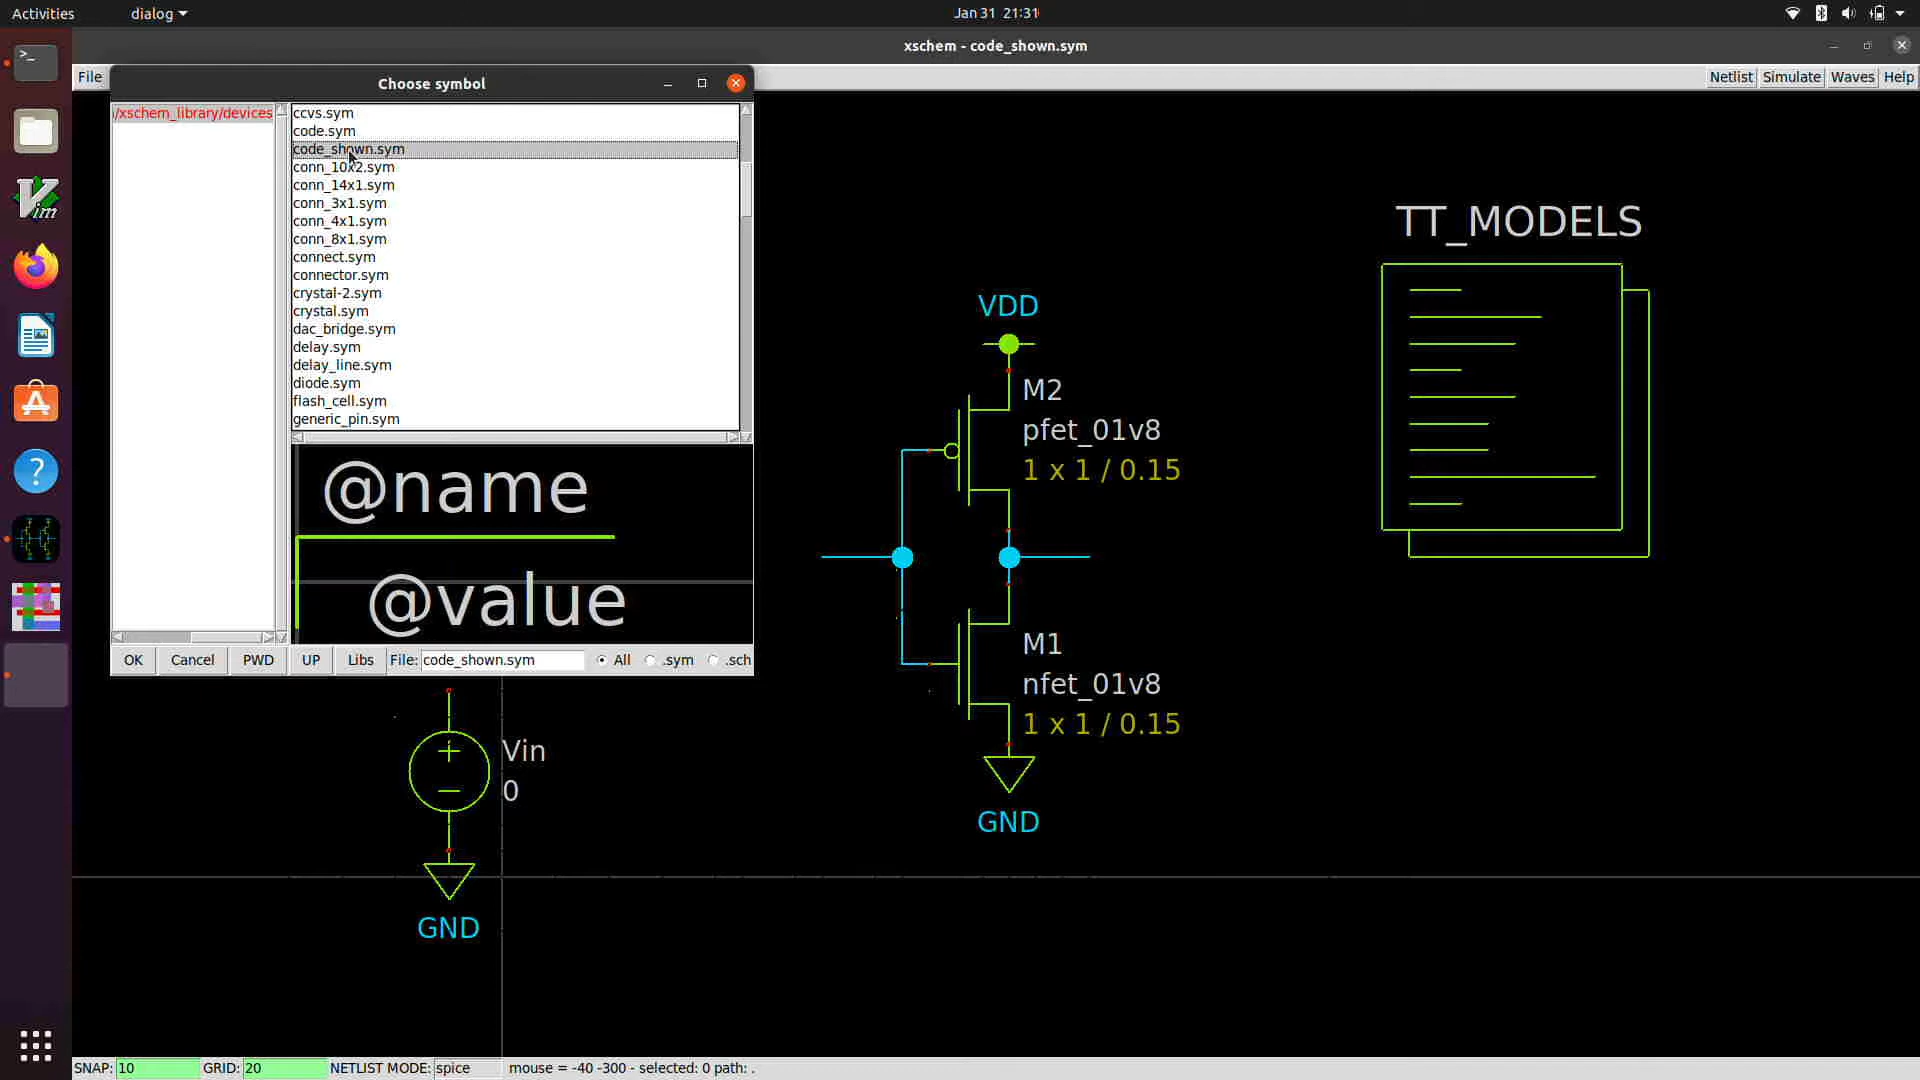 Activities
dialog
Jan 31 21:31
xschem - code_shown.sym
File
Netlist
Simulate
Waves
Help
Choose symbol
/xschem_library/devices
ccvs.sym
code.sym
code_shown.sym
conn_10x2.sym
conn_14x1.sym
conn_3x1.sym
conn_4x1.sym
conn_8x1.sym
connect.sym
connector.sym
crystal-2.sym
crystal.sym
dac_bridge.sym
delay.sym
delay_line.sym
diode.sym
flash_cell.sym
generic_pin.sym
@name
@value
OK
Cancel
PWD
UP
Libs
File: code_shown.sym
All
.sym
.sch
TT_MODELS
VDD
M2
pfet_01v8
1 x 1 / 0.15
M1
nfet_01v8
1 x 1 / 0.15
GND
Vin
0
GND
SNAP: 10 GRID: 20 NETLIST MODE: spice mouse = -40 -300 - selected: 0 path: .